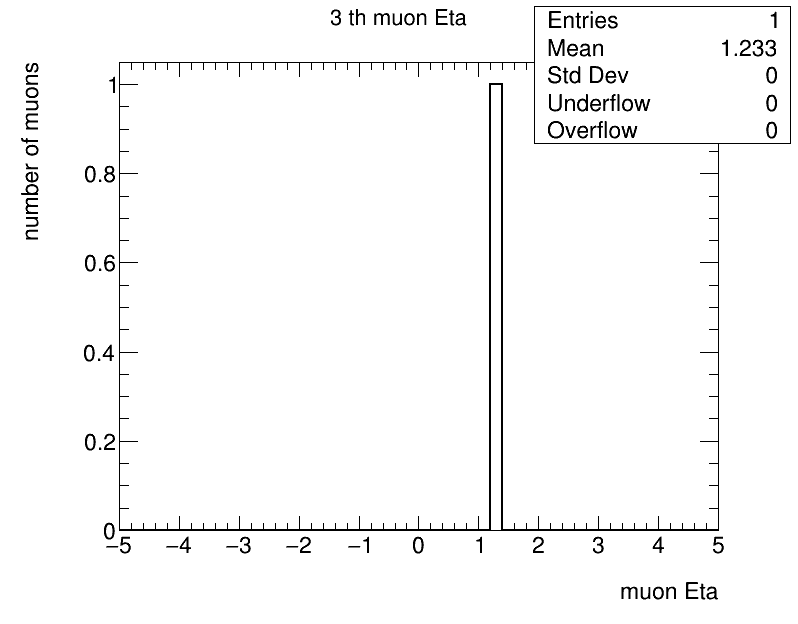 3 th muon Eta
Entries 1
Mean 1.233
Std Dev 0
Underflow 0
Overflow 0
number of muons
1
0.8
0.6
0.4
0.2
0
−5 −4 −3 −2 −1 0 1 2 3 4 5
muon Eta